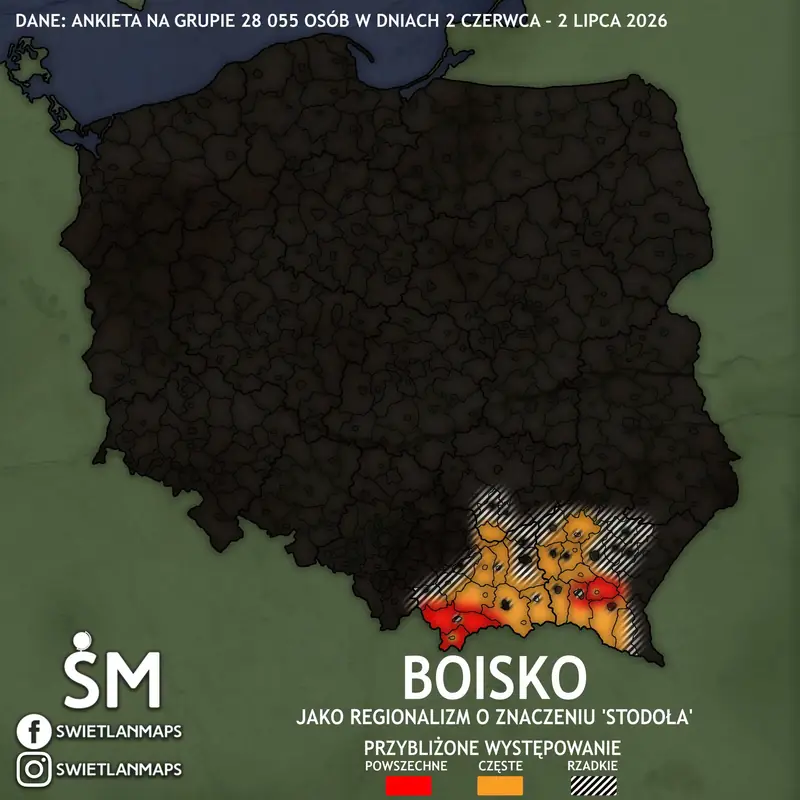 DANE: ANKIETA NA GRUPIE 28 055 OSÓB W DNIACH 2 CZERWCA - 2 LIPCA 2026
ŚM
SWIETLANMAPS
SWIETLANMAPS
BOISKO
JAKO REGIONALIZM O ZNACZENIU 'STODOŁA'
PRZYBLIŻONE WYSTĘPOWANIE
POWSZECHNE CZĘSTE RZADKIE